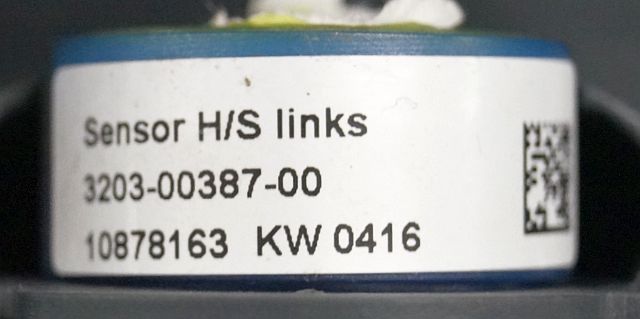 Sensor H/S links
3203-00387-00
10878163 KW 0416